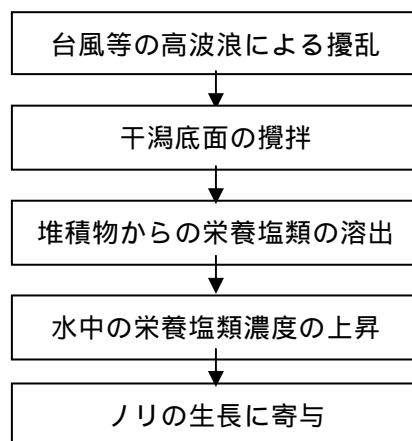 台風等の高波浪による擾乱
干潟底面の攪拌
堆積物からの栄養塩類の溶出
水中の栄養塩類濃度の上昇
ノリの生長に寄与